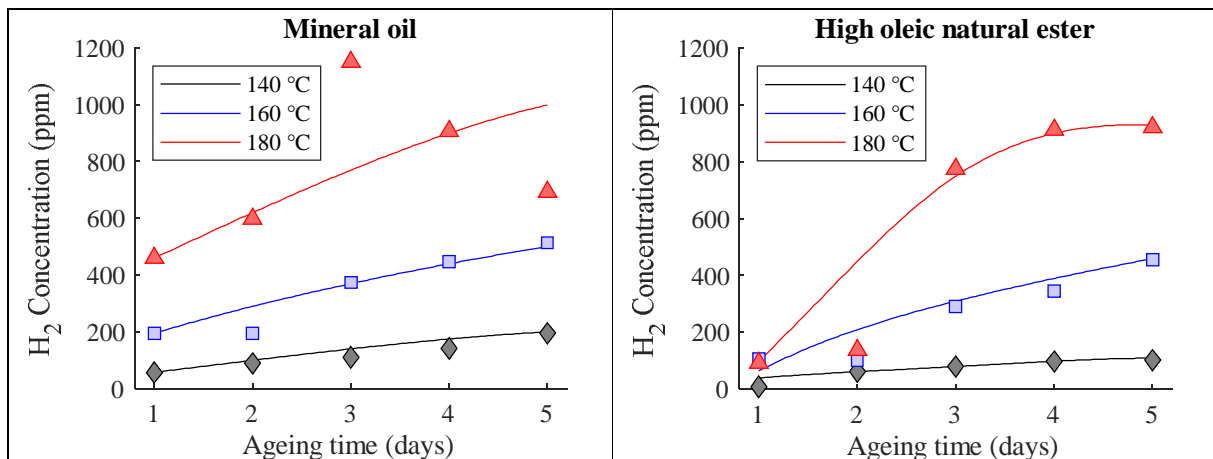 Mineral oil
1200
1000
800
600
400
200
0
H2 Concentration (ppm)
140 °C
160 °C
180 °C
1 2 3 4 5
Ageing time (days)
High oleic natural ester
1200
1000
800
600
400
200
0
H2 Concentration (ppm)
140 °C
160 °C
180 °C
1 2 3 4 5
Ageing time (days)